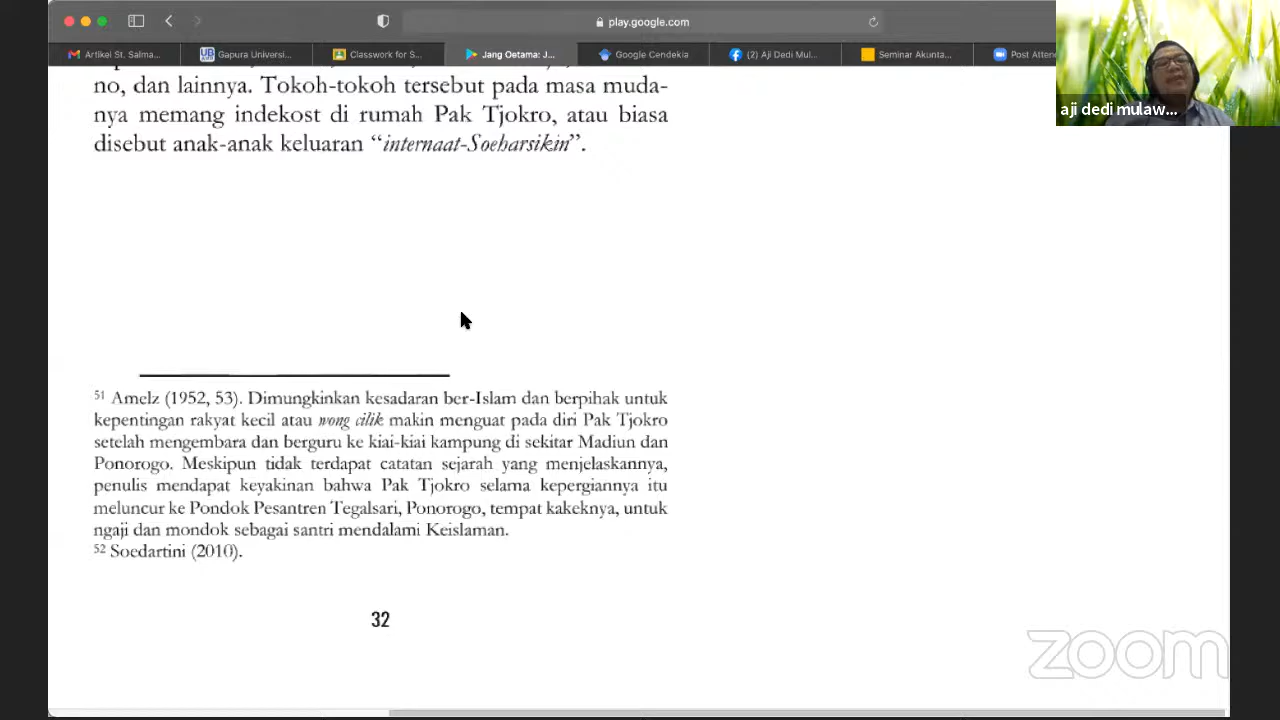 play.google.com
Artikel St. Salma...
Gapura Universi...
Classwork for S...
Jang Oetama: J...
Google Cendekia
(2) Aji Dedi Mul...
Seminar Akunta...
Post Atten
aji dedi mulaw...
no, dan lainnya. Tokoh-tokoh tersebut pada masa muda-
nya memang indekost di rumah Pak Tjokro, atau biasa
disebut anak-anak keluaran “internaat-Soeharsikin”.
51 Amelz (1952, 53). Dimungkinkan kesadaran ber-Islam dan berpihak untuk
kepentingan rakyat kecil atau wong cilik makin menguat pada diri Pak Tjokro
setelah mengembara dan berguru ke kiai-kiai kampung di sekitar Madiun dan
Ponorogo. Meskipun tidak terdapat catatan sejarah yang menjelaskannya,
penulis mendapat keyakinan bahwa Pak Tjokro selama kepergiannya itu
meluncur ke Pondok Pesantren Tegalsari, Ponorogo, tempat kakeknya, untuk
ngaji dan mondok sebagai santri mendalami Keislaman.
52 Soedartini (2010).
32
zoom